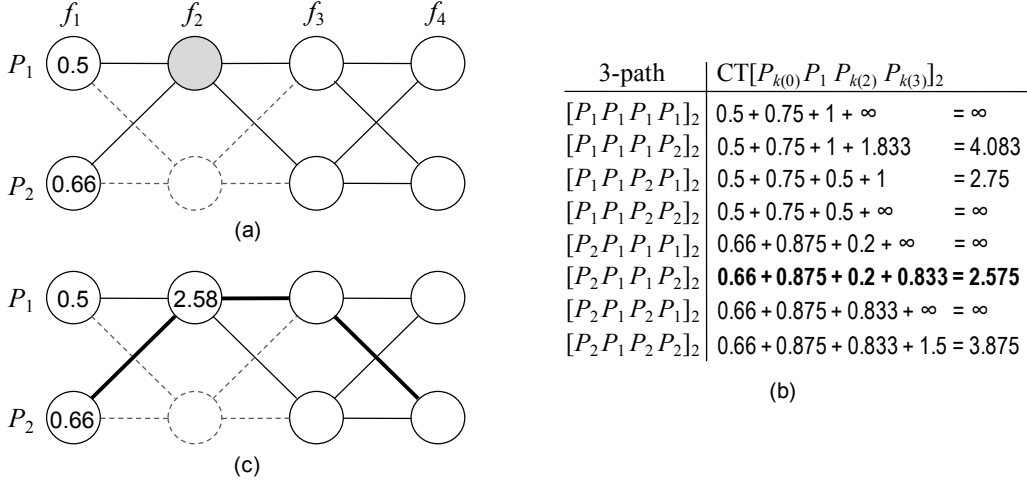 f₁ f₂ f₃ f₄
P₁ 0.5
P₂ 0.66
(a)
3-path CT[Pₖ₍₀₎ P₁ Pₖ₍₂₎ Pₖ₍₃₎]₂
[P₁ P₁ P₁ P₁]₂ 0.5 + 0.75 + 1 + ∞ = ∞
[P₁ P₁ P₁ P₂]₂ 0.5 + 0.75 + 1 + 1.833 = 4.083
[P₁ P₁ P₂ P₁]₂ 0.5 + 0.75 + 0.5 + 1 = 2.75
[P₁ P₁ P₂ P₂]₂ 0.5 + 0.75 + 0.5 + ∞ = ∞
[P₂ P₁ P₁ P₁]₂ 0.66 + 0.875 + 0.2 + ∞ = ∞
[P₂ P₁ P₁ P₂]₂ 0.66 + 0.875 + 0.2 + 0.833 = 2.575
[P₂ P₁ P₂ P₁]₂ 0.66 + 0.875 + 0.833 + ∞ = ∞
[P₂ P₁ P₂ P₂]₂ 0.66 + 0.875 + 0.833 + 1.5 = 3.875
(b)
P₁ 0.5 2.58
P₂ 0.66
(c)